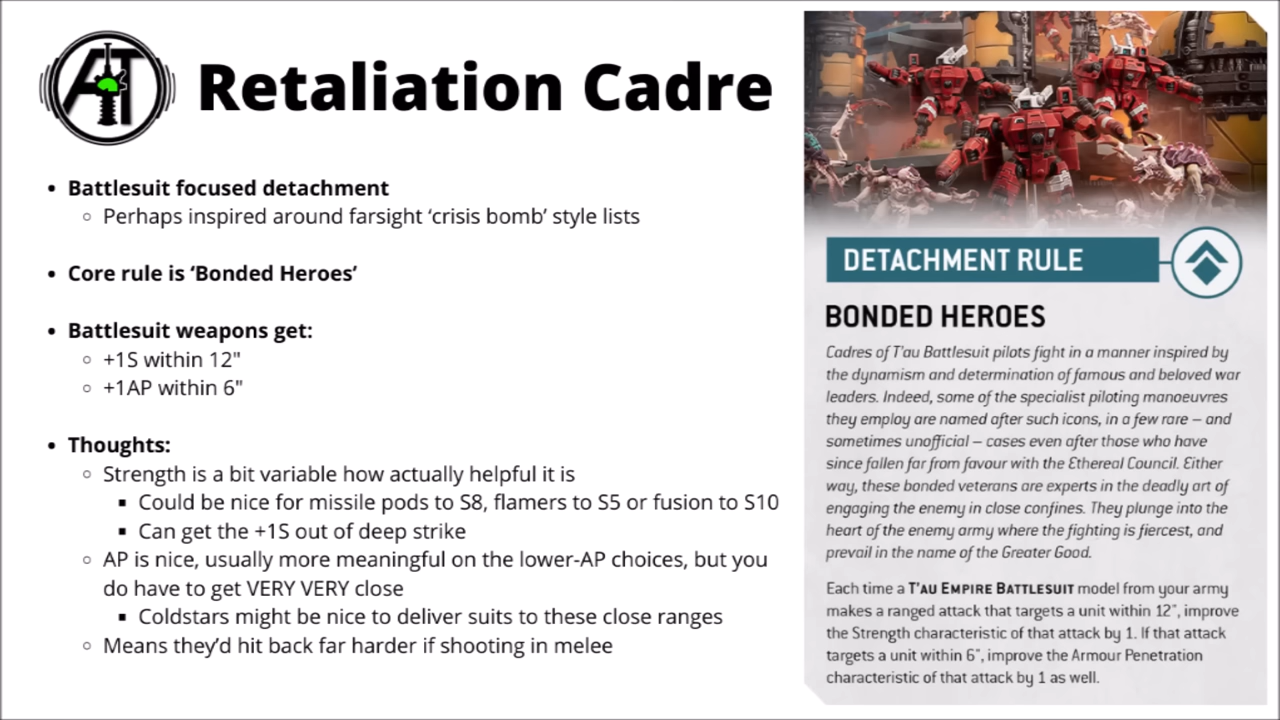 AT
Retaliation Cadre
• Battlesuit focused detachment
○ Perhaps inspired around farsight ‘crisis bomb’ style lists
• Core rule is ‘Bonded Heroes’
• Battlesuit weapons get:
○ +1S within 12"
○ +1AP within 6"
• Thoughts:
○ Strength is a bit variable how actually helpful it is
▪ Could be nice for missile pods to S8, flamers to S5 or fusion to S10
▪ Can get the +1S out of deep strike
○ AP is nice, usually more meaningful on the lower-AP choices, but you
do have to get VERY VERY close
▪ Coldstars might be nice to deliver suits to these close ranges
○ Means they’d hit back far harder if shooting in melee
DETACHMENT RULE
BONDED HEROES
Cadres of T’au Battlesuit pilots fight in a manner inspired by
the dynamism and determination of famous and beloved war
leaders. Indeed, some of the specialist piloting manoeuvres
they employ are named after such icons, in a few rare – and
sometimes unofficial – cases even after those who have
since fallen far from favour with the Ethereal Council. Either
way, these bonded veterans are experts in the deadly art of
engaging the enemy in close confines. They plunge into the
heart of the enemy army where the fighting is fiercest, and
prevail in the name of the Greater Good.
Each time a T’AU EMPIRE BATTLESUIT model from your army
makes a ranged attack that targets a unit within 12", improve
the Strength characteristic of that attack by 1. If that attack
targets a unit within 6", improve the Armour Penetration
characteristic of that attack by 1 as well.